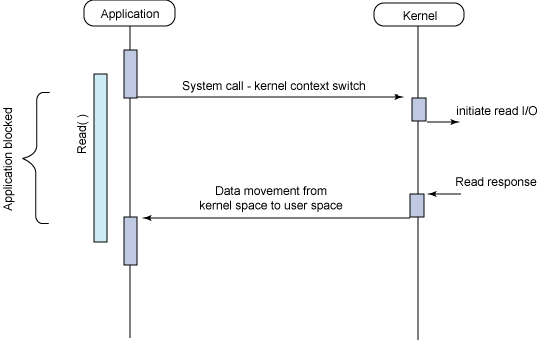 Application
Kernel
System call - kernel context switch
initiate read I/O
Read( )
Application blocked
Read response
Data movement from
kernel space to user space